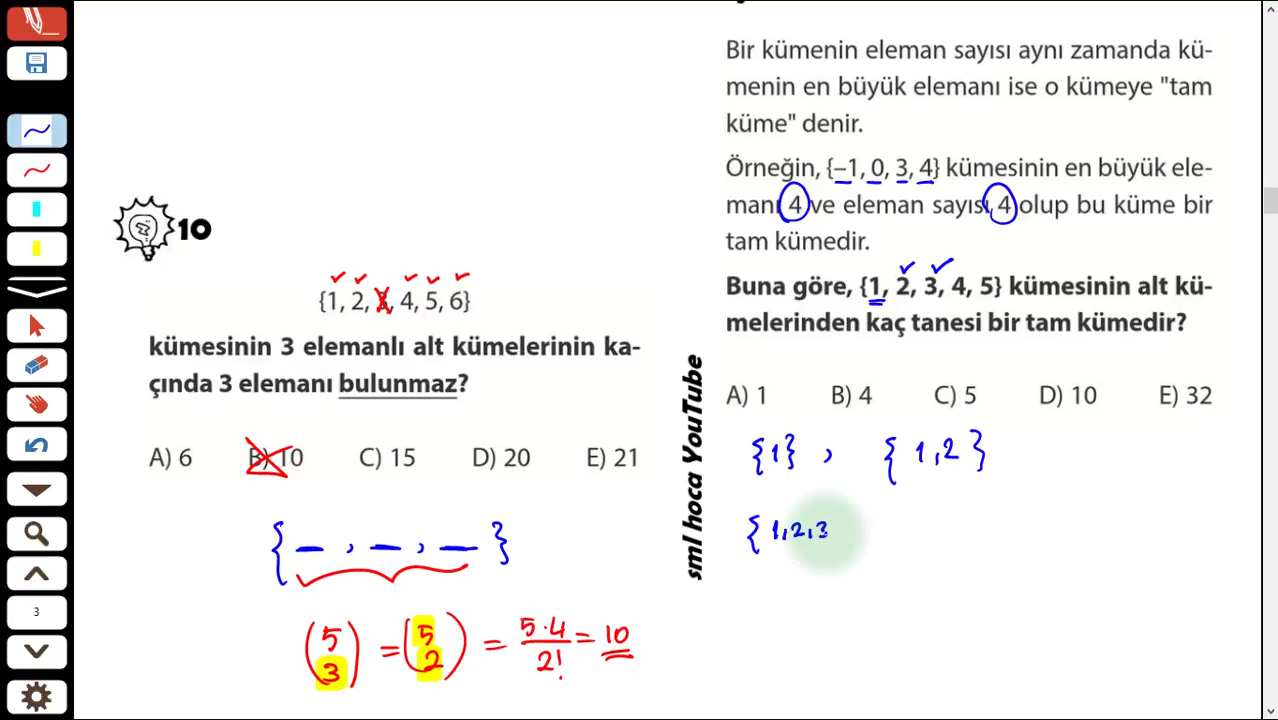 10
{1, 2, 3, 4, 5, 6}
kümesinin 3 elemanlı alt kümelerinin ka-
çında 3 elemanı bulunmaz?
A) 6 B) 10 C) 15 D) 20 E) 21
{ _ , _ , _ }
(5 3) = (5 2) = 5·4/2! = 10
sml hoca YouTube
Bir kümenin eleman sayısı aynı zamanda kü-
menin en büyük elemanı ise o kümeye "tam
küme" denir.
Örneğin, {–1, 0, 3, 4} kümesinin en büyük ele-
manı 4 ve eleman sayısı 4 olup bu küme bir
tam kümedir.
Buna göre, {1, 2, 3, 4, 5} kümesinin alt kü-
melerinden kaç tanesi bir tam kümedir?
A) 1 B) 4 C) 5 D) 10 E) 32
{1} , { 1,2 }
{ 1,2,3
3